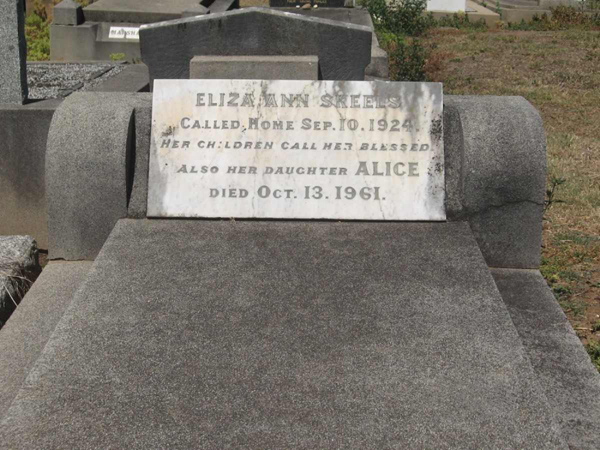 ELIZA ANN SKEELS
CALLED HOME SEP. 10. 1924.
HER CHILDREN CALL HER BLESSED.
ALSO HER DAUGHTER ALICE
DIED OCT. 13. 1961.